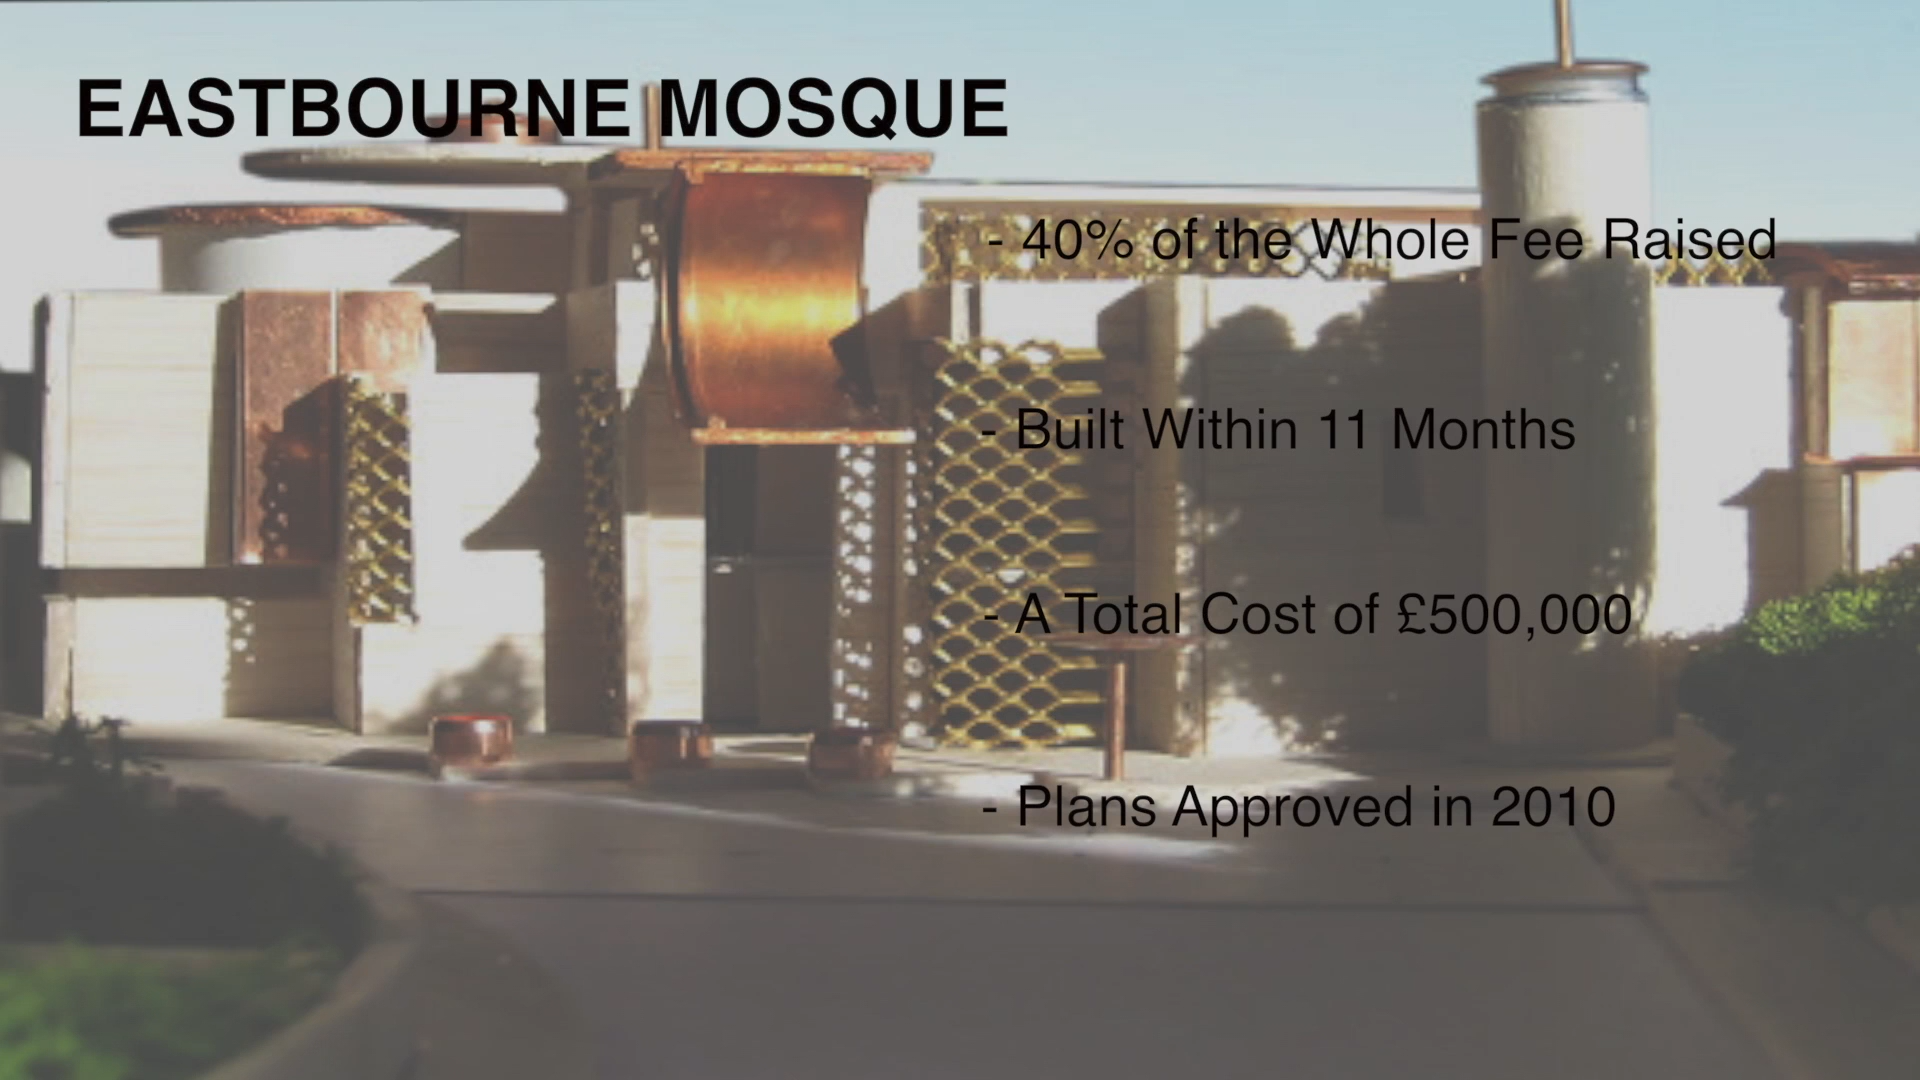 EASTBOURNE MOSQUE
- 40% of the Whole Fee Raised
- Built Within 11 Months
- A Total Cost of £500,000
- Plans Approved in 2010